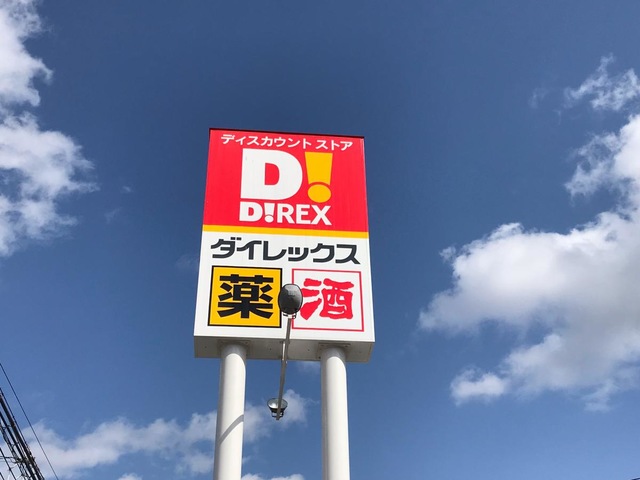 ディスカウント ストア
D!
D!REX
ダイレックス
薬 酒